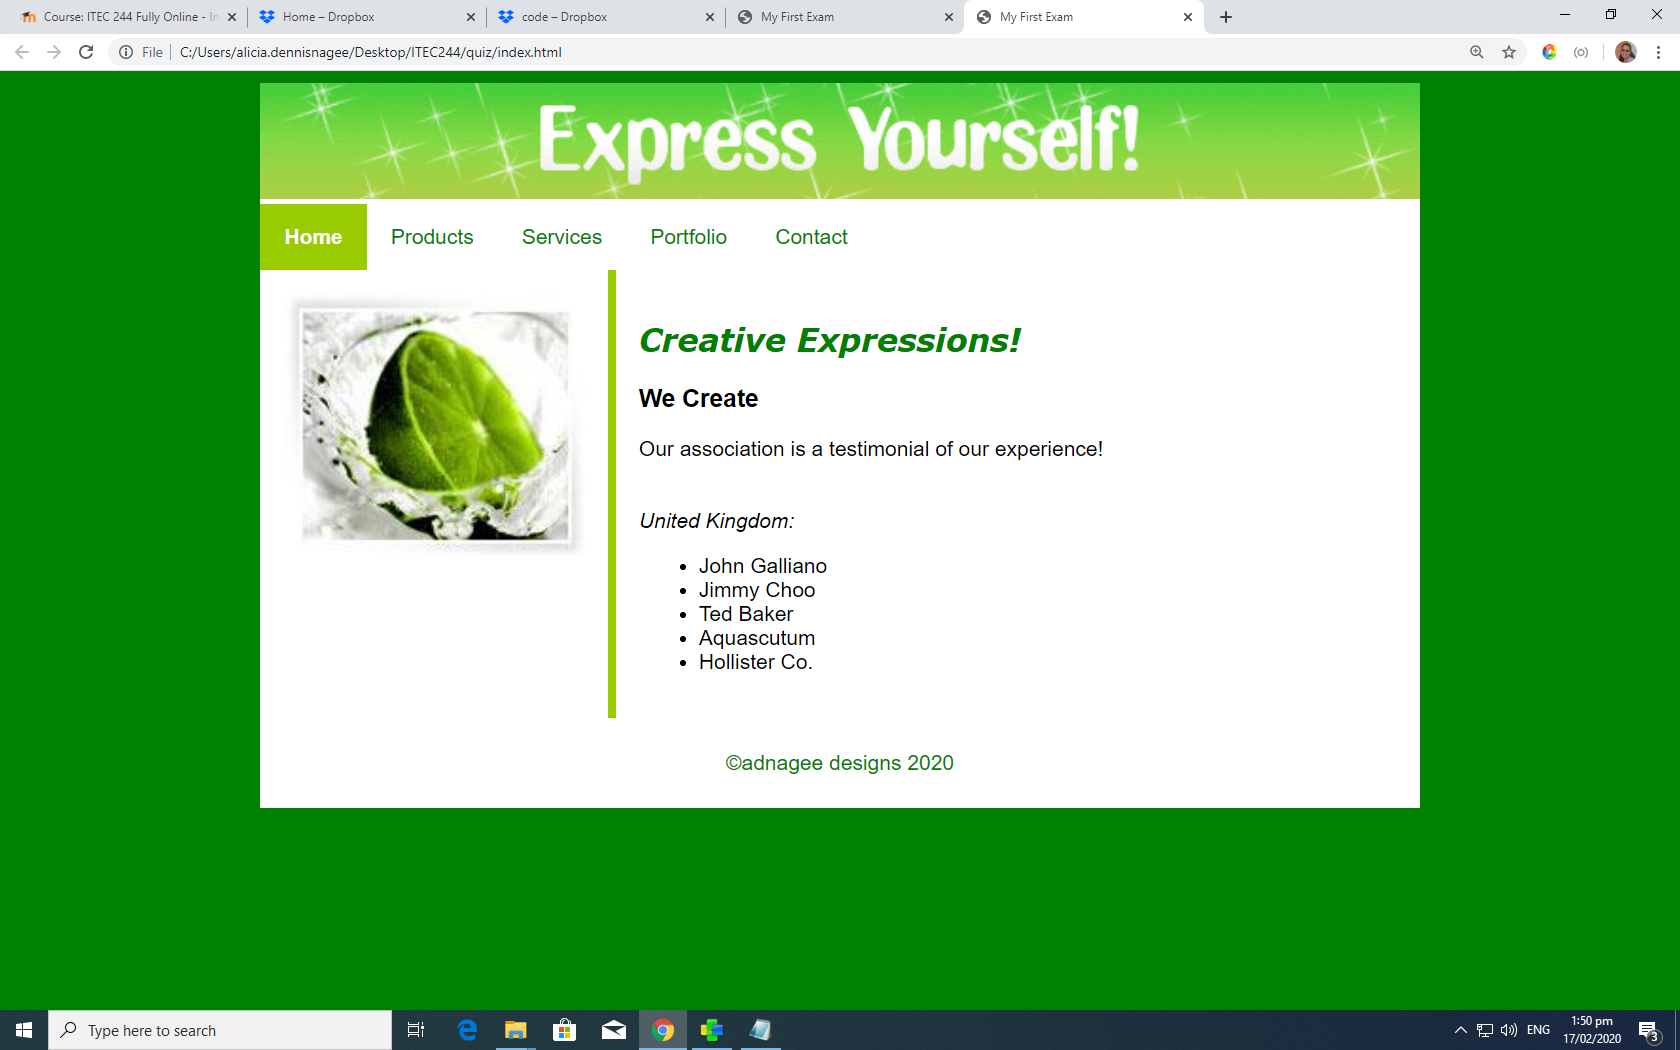 Course: ITEC 244 Fully Online - In
Home – Dropbox
code – Dropbox
My First Exam
My First Exam
File
C:/Users/alicia.dennisnagee/Desktop/ITEC244/quiz/index.html
Express Yourself!
Home Products Services Portfolio Contact
Creative Expressions!
We Create
Our association is a testimonial of our experience!
United Kingdom:
• John Galliano
• Jimmy Choo
• Ted Baker
• Aquascutum
• Hollister Co.
©adnagee designs 2020
Type here to search
ENG
1:50 pm
17/02/2020
3